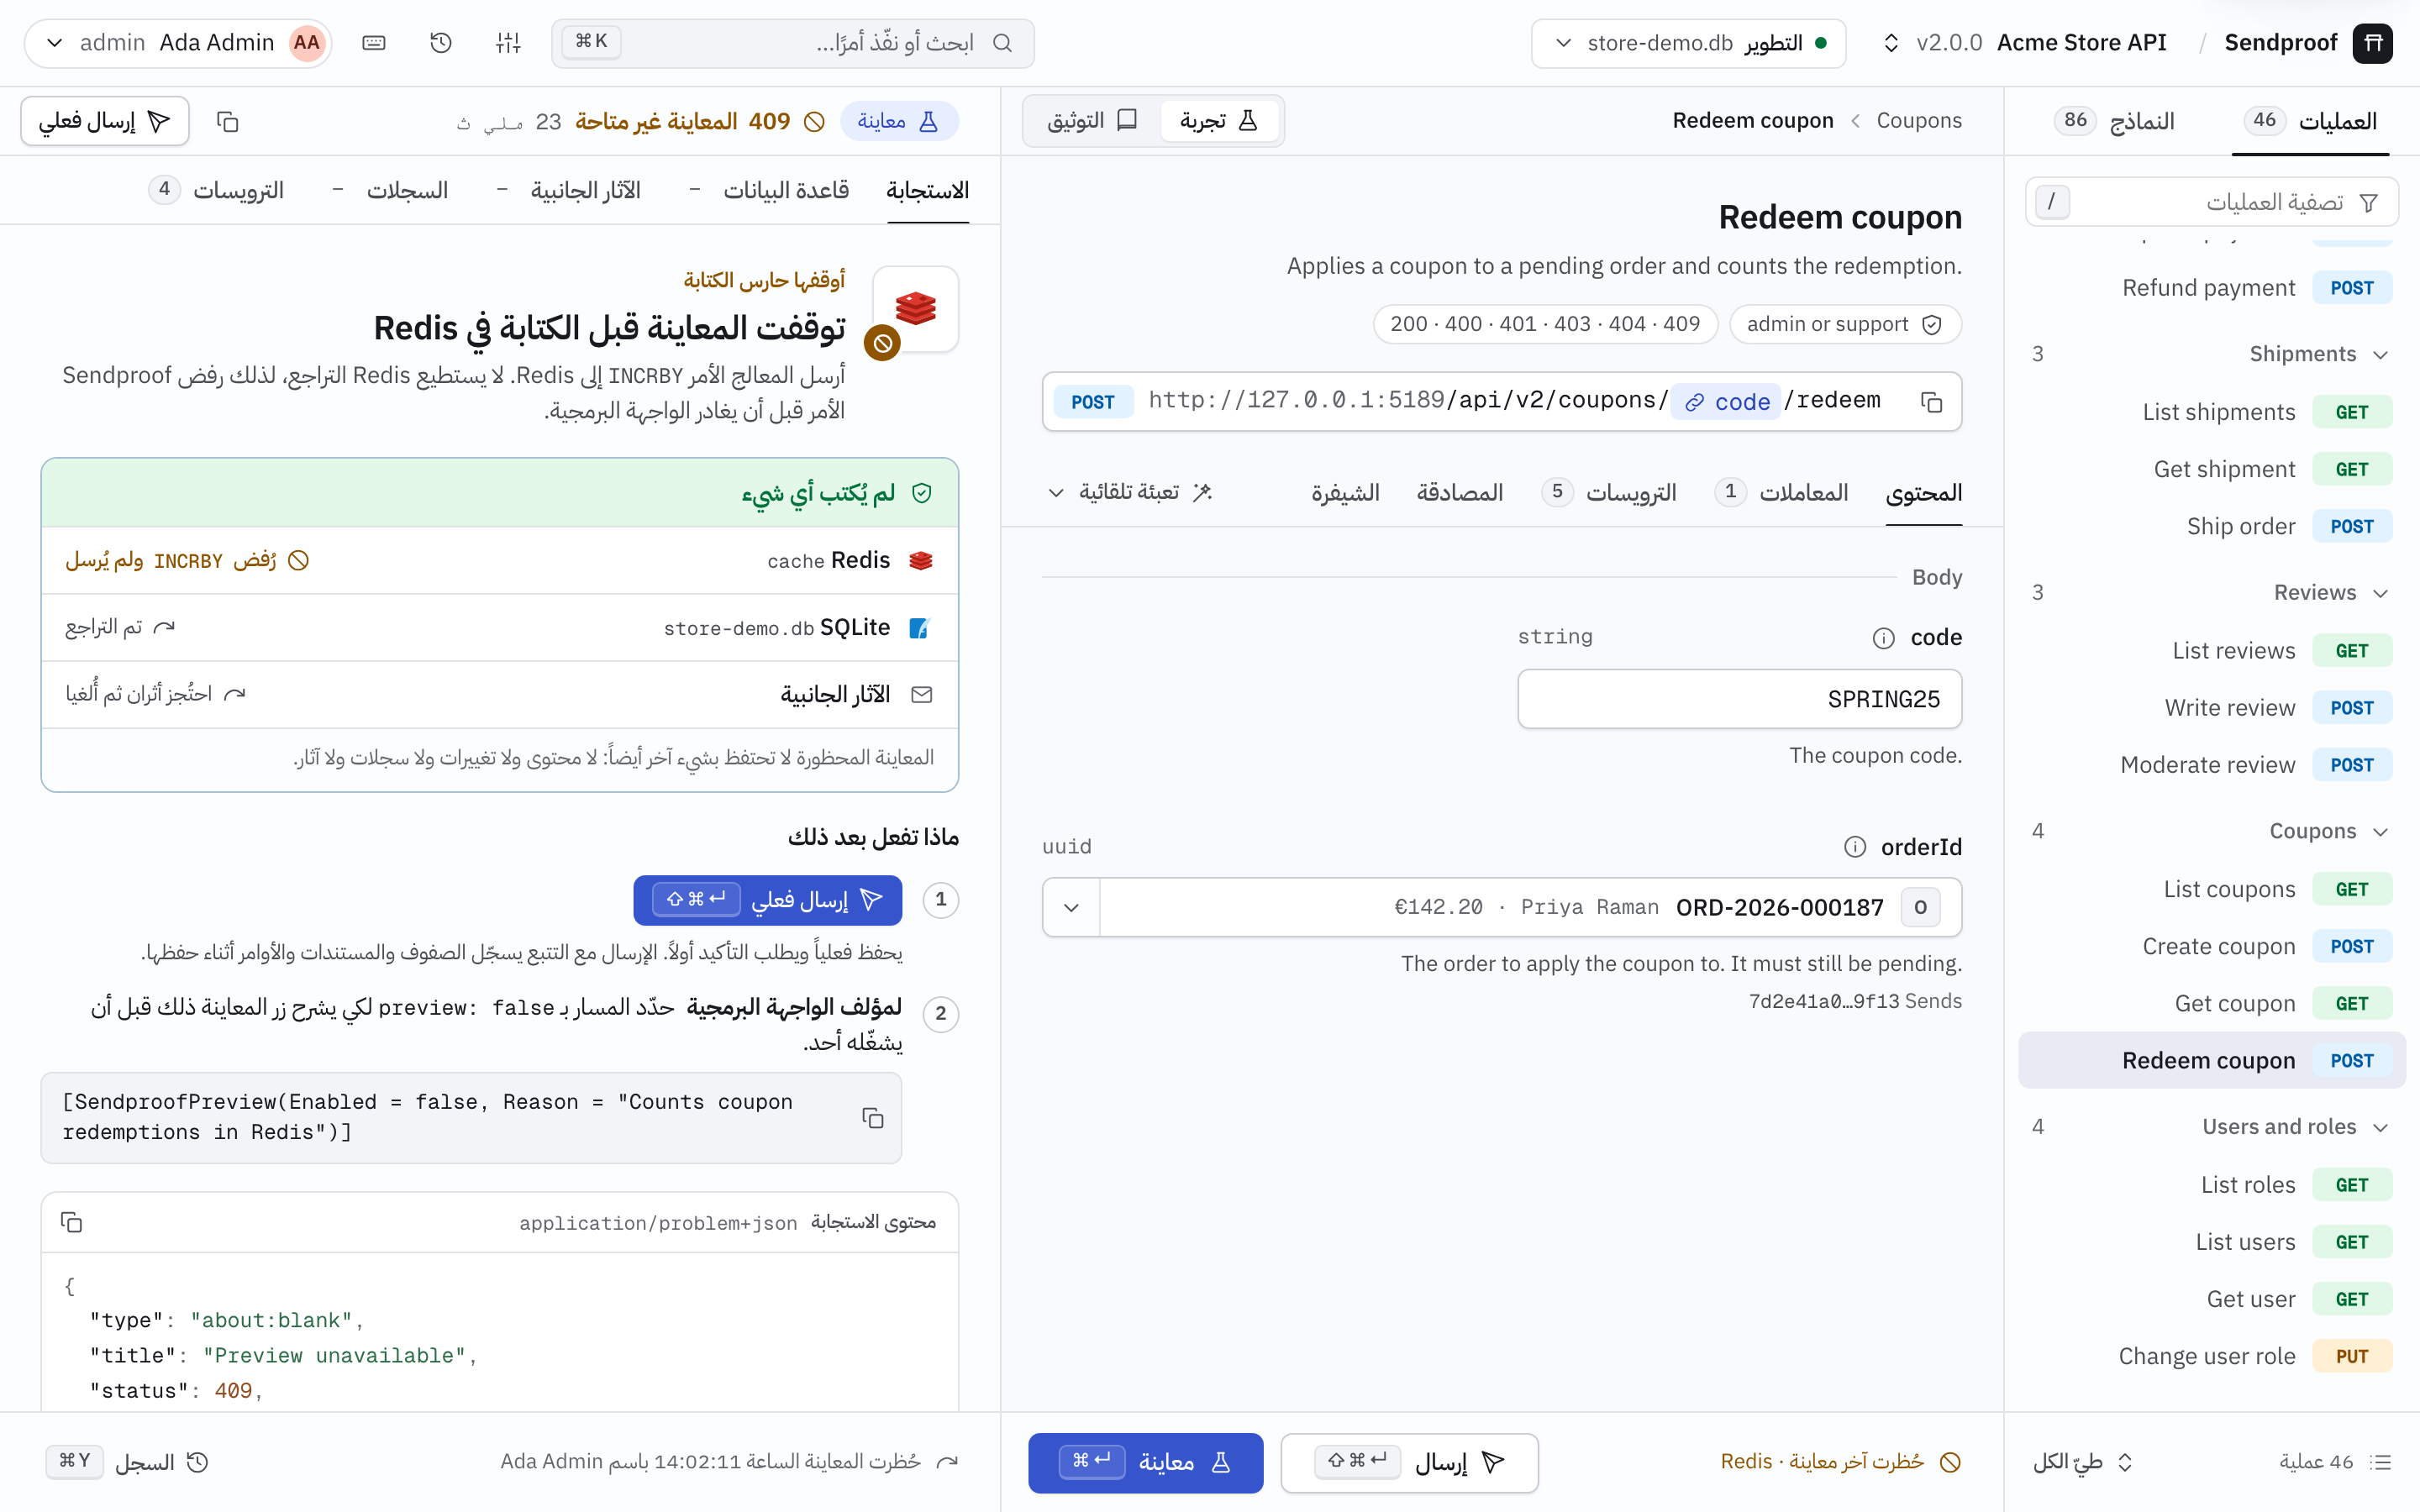 Sendproof / Acme Store API v2.0.0
التطوير store-demo.db
ابحث أو نفّذ أمرًا... ⌘K
AA Ada Admin admin
العمليات 46
النماذج 86
تصفية العمليات /
POST Refund payment
Shipments 3
GET List shipments
GET Get shipment
POST Ship order
Reviews 3
GET List reviews
POST Write review
POST Moderate review
Coupons 4
GET List coupons
POST Create coupon
GET Get coupon
POST Redeem coupon
Users and roles 4
GET List roles
GET List users
GET Get user
PUT Change user role
46 عملية
طيّ الكل
Coupons
Redeem coupon
تجربة
التوثيق
Redeem coupon
Applies a coupon to a pending order and counts the redemption.
admin or support
200 · 400 · 401 · 403 · 404 · 409
POST http://127.0.0.1:5189/api/v2/coupons/code/redeem
المحتوى
المعاملات 1
الترويسات 5
المصادقة
الشيفرة
تعبئة تلقائية
Body
code string
SPRING25
The coupon code.
orderId uuid
O ORD-2026-000187 Priya Raman · €142.20
The order to apply the coupon to. It must still be pending.
Sends 7d2e41a0…9f13
حُظرت آخر معاينة · Redis
إرسال ⇧⌘↵
معاينة ⌘↵
معاينة
409 المعاينة غير متاحة
23 ملي ث
إرسال فعلي
الاستجابة
قاعدة البيانات –
الآثار الجانبية –
السجلات –
الترويسات 4
أوقفها حارس الكتابة
توقفت المعاينة قبل الكتابة في Redis
أرسل المعالج الأمر INCRBY إلى Redis. لا يستطيع Redis التراجع، لذلك رفض Sendproof
الأمر قبل أن يغادر الواجهة البرمجية.
لم يُكتب أي شيء
Redis cache
رُفض INCRBY ولم يُرسل
SQLite store-demo.db
تم التراجع
الآثار الجانبية
احتُجز أثران ثم أُلغيا
المعاينة المحظورة لا تحتفظ بشيء آخر أيضاً: لا محتوى ولا تغييرات ولا سجلات ولا آثار.
ماذا تفعل بعد ذلك
1 إرسال فعلي ⇧⌘↵
يحفظ فعلياً ويطلب التأكيد أولاً. الإرسال مع التتبع يسجّل الصفوف والمستندات والأوامر أثناء حفظها.
2 لمؤلف الواجهة البرمجية حدّد المسار بـ preview: false لكي يشرح زر المعاينة ذلك قبل أن
يشغّله أحد.
[SendproofPreview(Enabled = false, Reason = "Counts coupon
redemptions in Redis")]
محتوى الاستجابة application/problem+json
{
"type": "about:blank",
"title": "Preview unavailable",
"status": 409,
حُظرت المعاينة الساعة 14:02:11 باسم Ada Admin
السجل ⌘Y